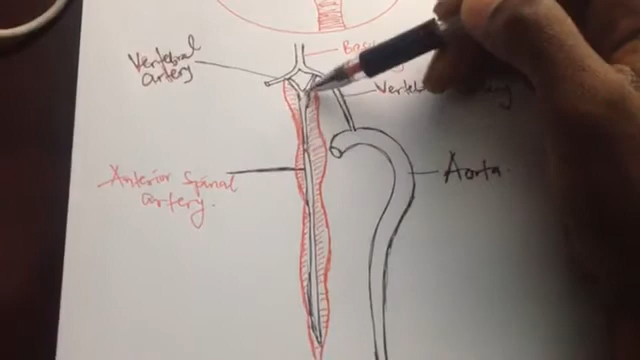 Vertebral
artery
Anterior Spinal
artery.
Aorta.